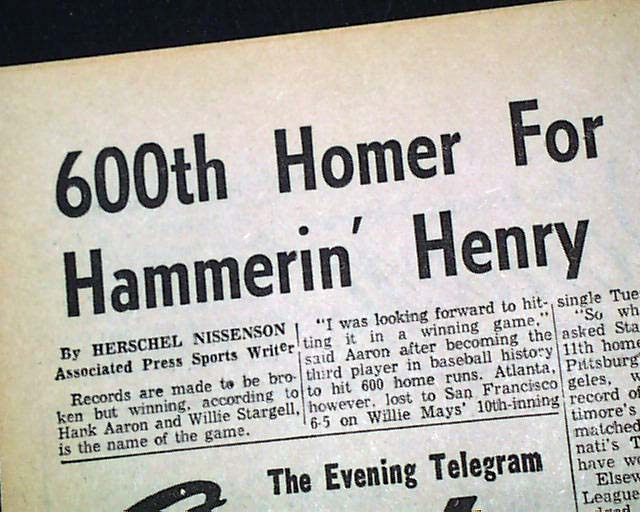 600th Homer For
Hammerin' Henry
By HERSCHEL NISSENSON
Associated Press Sports Writer
Records are made to be bro-
ken but winning, according to
Hank Aaron and Willie Stargell,
is the name of the game.
"I was looking forward to hit-
ting it in a winning game,"
said Aaron after becoming the
third player in baseball history
to hit 600 home runs. Atlanta,
however, lost to San Francisco
6-5 on Willie Mays' 10th-inning
single Tue
"So wh
asked Sta
11th home
Pittsburg
geles, w
record of
timore's
matched
nati's T
have wo
Elsew
League
The Evening Telegram